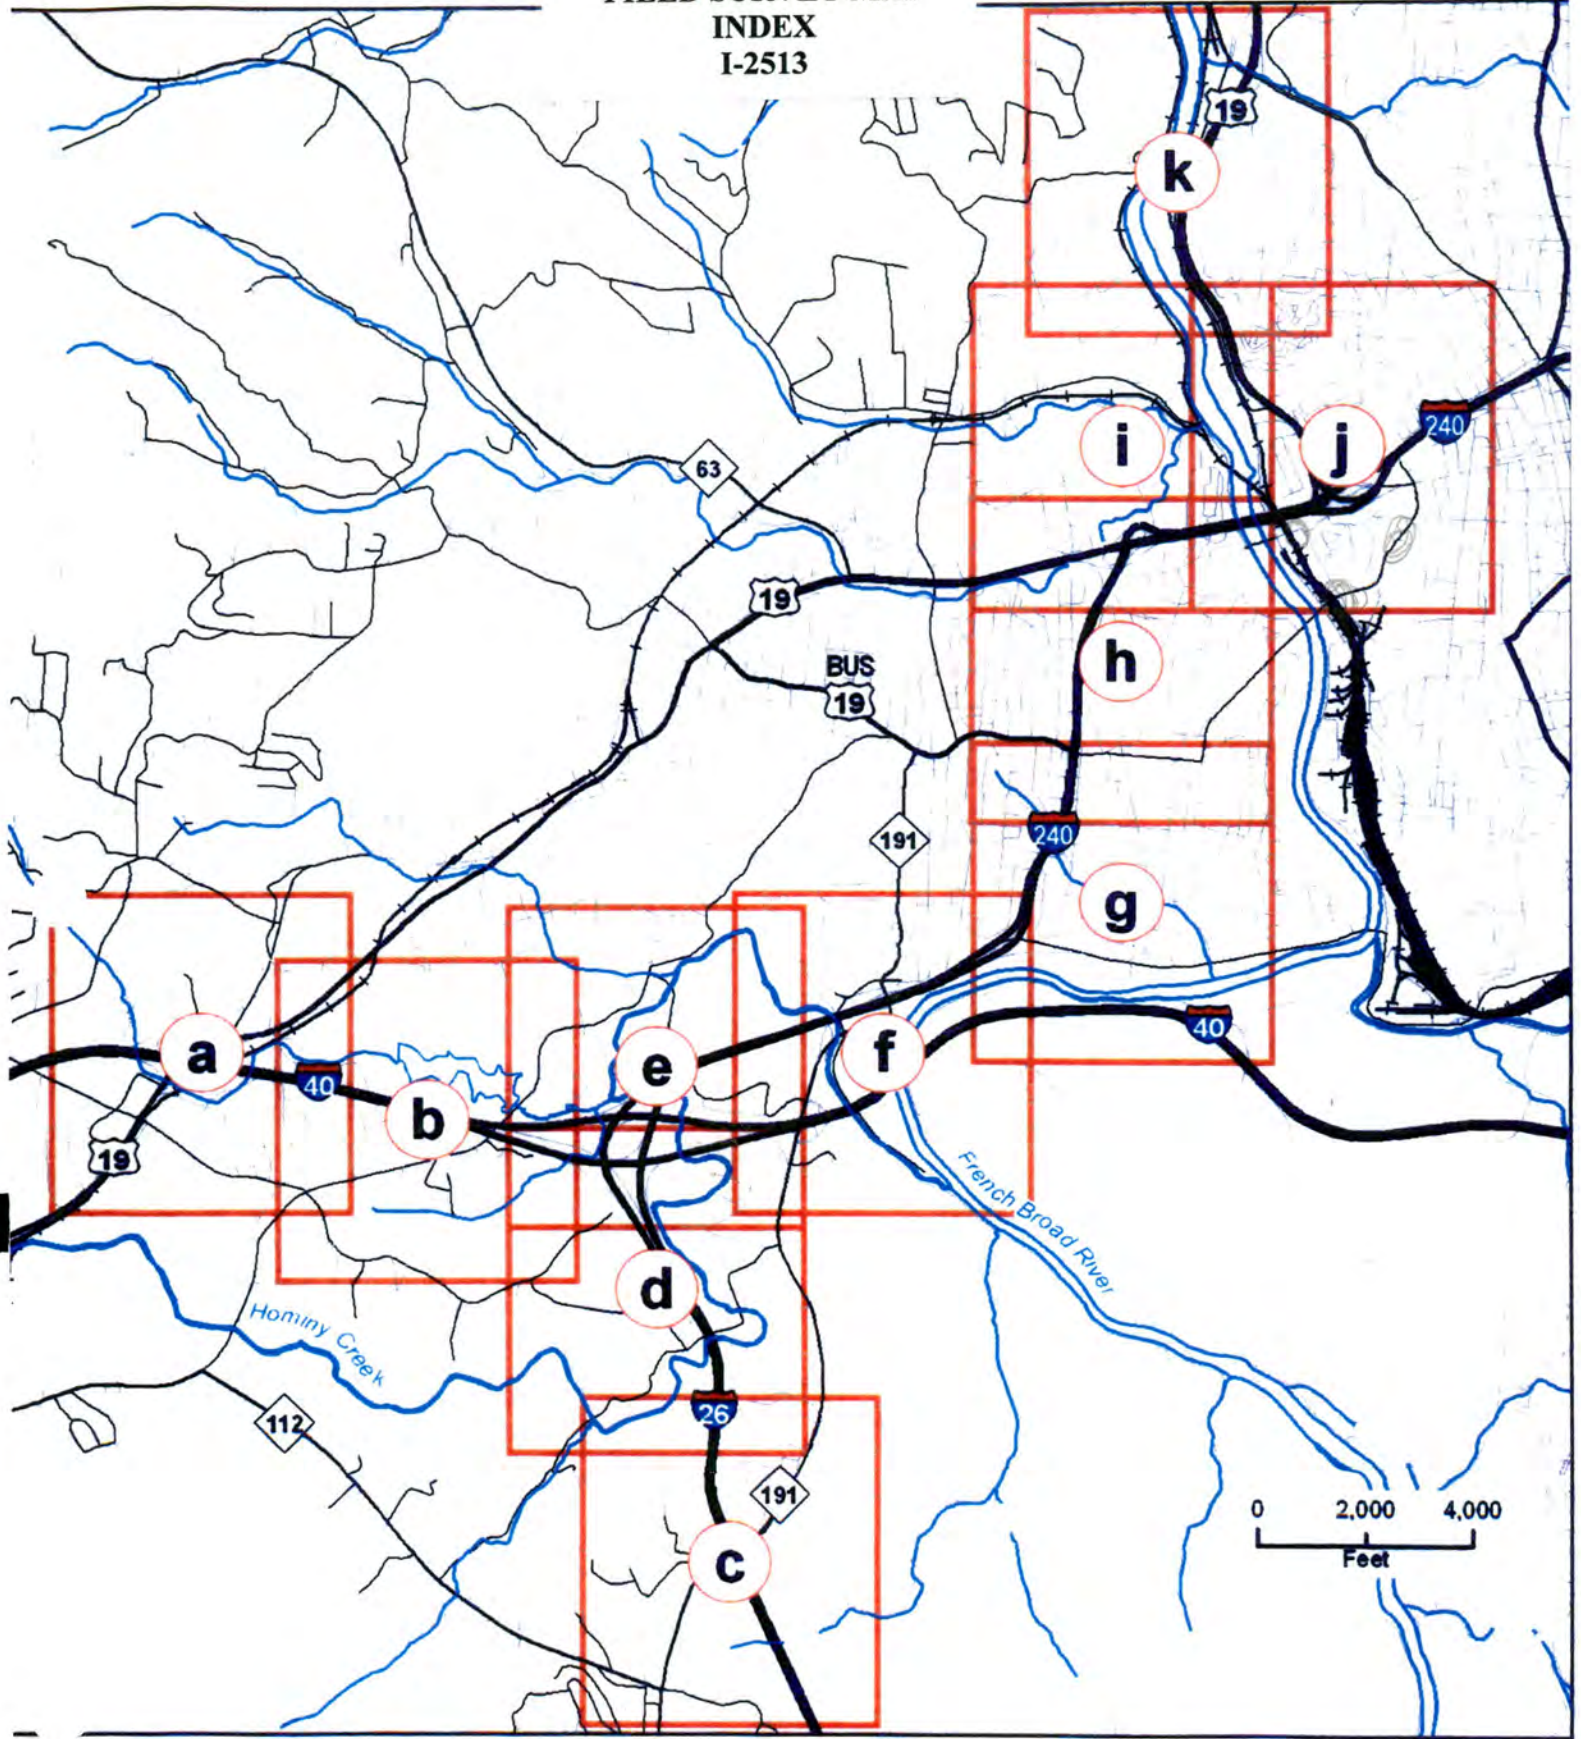 INDEX
I-2513
19
k
i
j
240
63
19
h
BUS
19
191
240
g
a
40
b
e
f
40
19
French Broad River
d
Hominy Creek
26
112
191
c
0 2,000 4,000
Feet